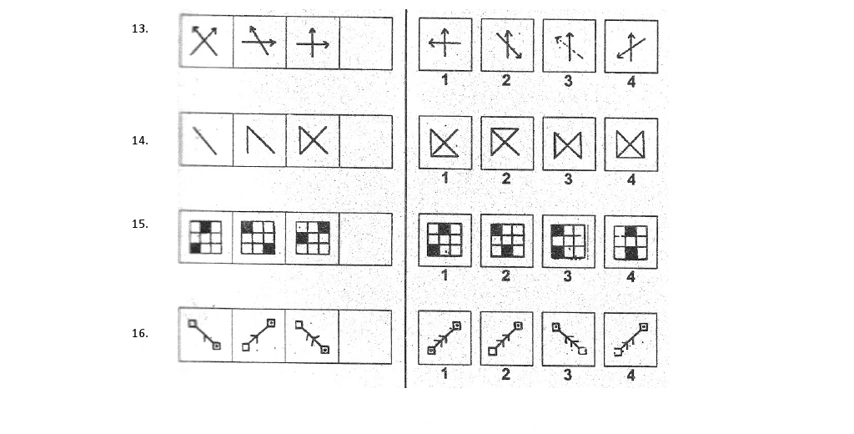 13.
1 2 3 4
14.
1 2 3 4
15.
1 2 3 4
16.
1 2 3 4